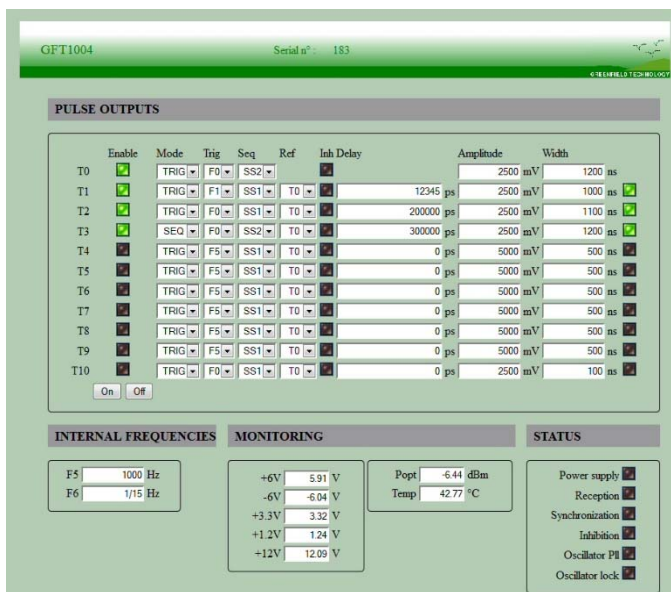 GFT1004 Serial n° : 183
GREENFIELD TECHNOLOGY
PULSE OUTPUTS
Enable Mode Trig Seq Ref Inh Delay Amplitude Width
T0 TRIG F0 SS2 2500 mV 1200 ns
T1 TRIG F1 SS1 T0 12345 ps 2500 mV 1000 ns
T2 TRIG F0 SS1 T0 200000 ps 2500 mV 1100 ns
T3 SEQ F0 SS2 T0 300000 ps 2500 mV 1200 ns
T4 TRIG F5 SS1 T0 0 ps 5000 mV 500 ns
T5 TRIG F5 SS1 T0 0 ps 5000 mV 500 ns
T6 TRIG F5 SS1 T0 0 ps 5000 mV 500 ns
T7 TRIG F5 SS1 T0 0 ps 5000 mV 500 ns
T8 TRIG F5 SS1 T0 0 ps 5000 mV 500 ns
T9 TRIG F5 SS1 T0 0 ps 5000 mV 500 ns
T10 TRIG F0 SS1 T0 0 ps 2500 mV 100 ns
On Off
INTERNAL FREQUENCIES
F5 1000 Hz
F6 1/15 Hz
MONITORING
+6V 5.91 V
-6V -6.04 V
+3.3V 3.32 V
+1.2V 1.24 V
+12V 12.09 V
Popt -6.44 dBm
Temp 42.77 °C
STATUS
Power supply
Reception
Synchronization
Inhibition
Oscillator Pll
Oscillator lock